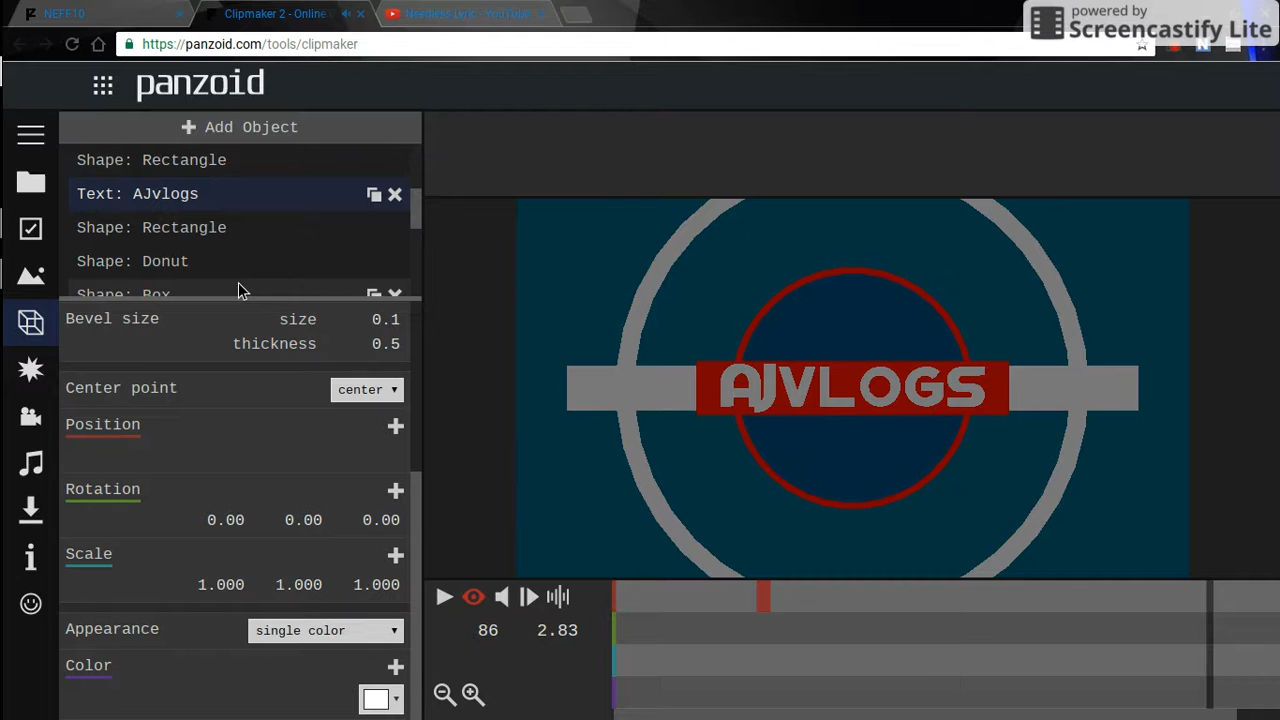 NEFF10
Clipmaker 2 - Online
Needless Lyric - YouTube
powered by
Screencastify Lite
https://panzoid.com/tools/clipmaker
panzoid
Add Object
Shape: Rectangle
Text: AJvlogs
Shape: Rectangle
Shape: Donut
Shape: Box
Bevel size size 0.1
thickness 0.5
Center point center
Position
Rotation
0.00 0.00 0.00
Scale
1.000 1.000 1.000
Appearance single color
Color
AJVLOGS
86 2.83